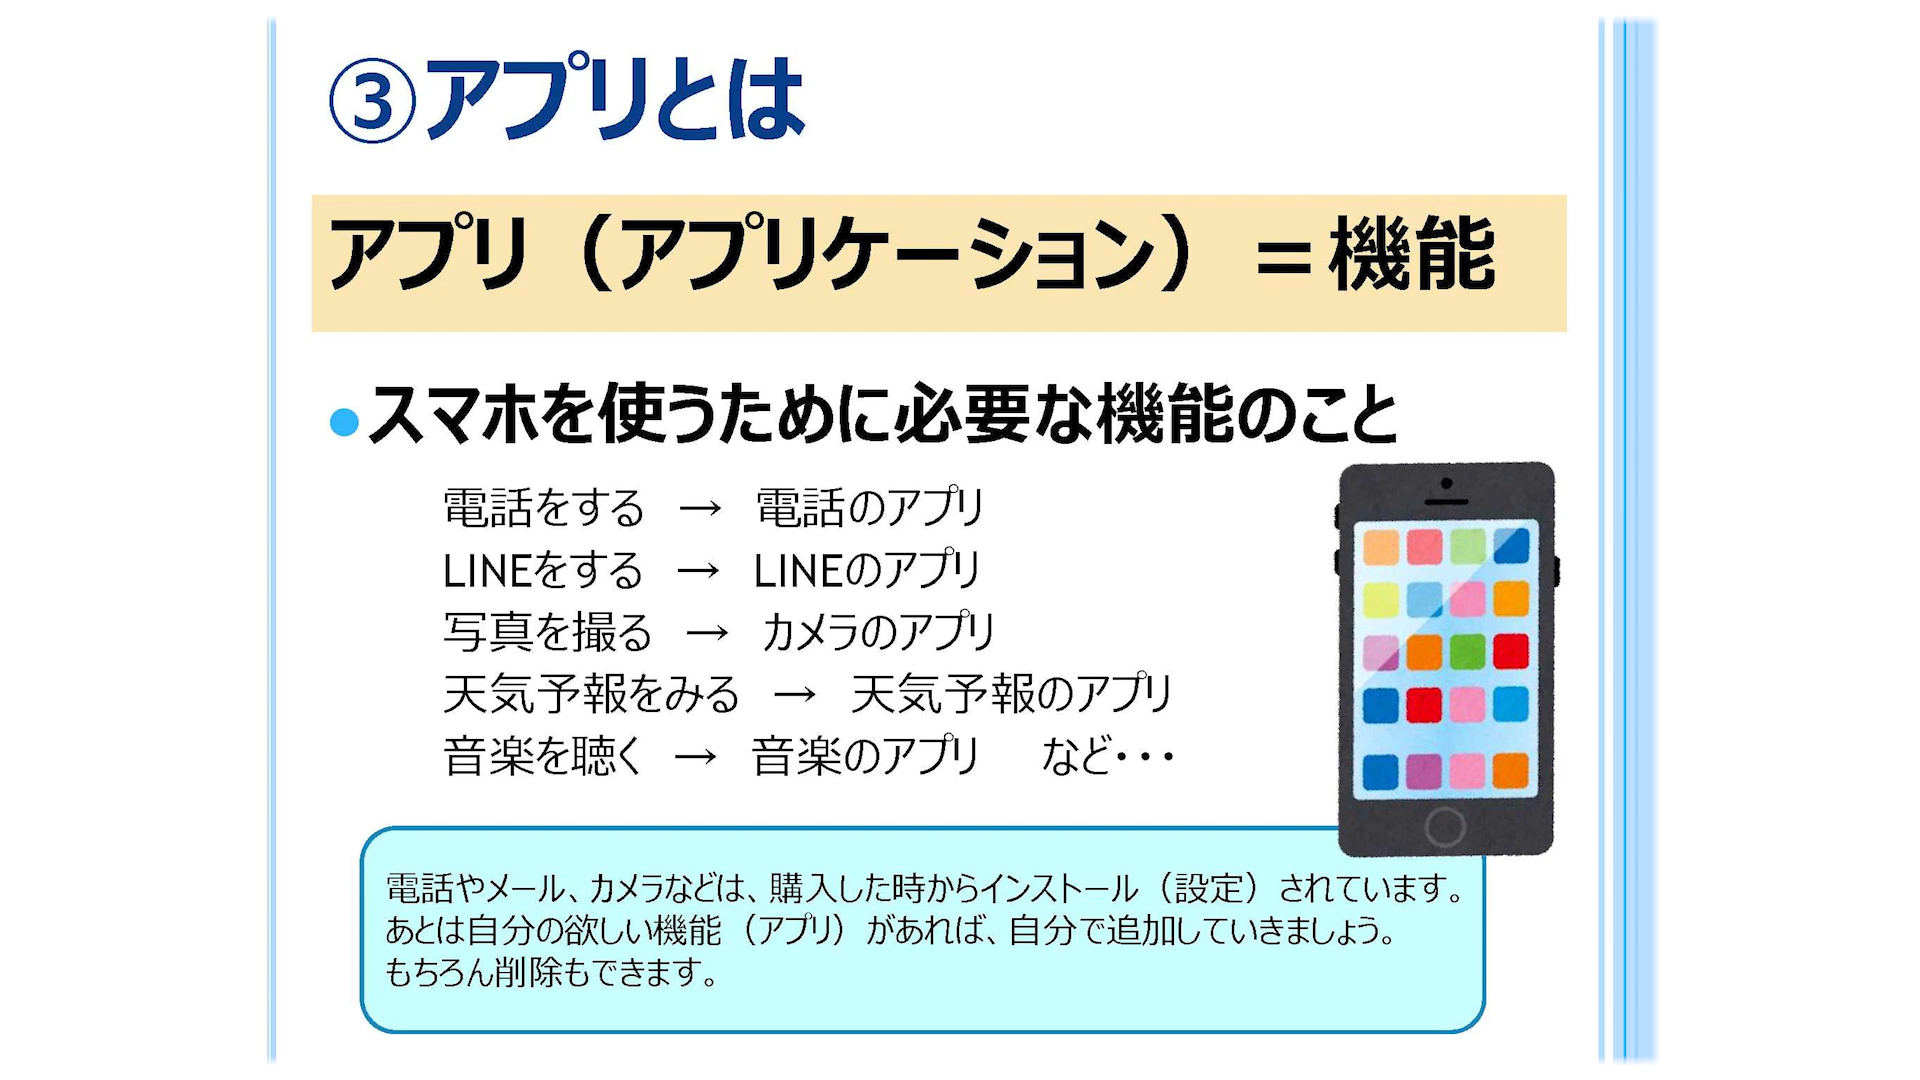 ③アプリとは
アプリ（アプリケーション）＝機能
●スマホを使うために必要な機能のこと
電話をする → 電話のアプリ
LINEをする → LINEのアプリ
写真を撮る → カメラのアプリ
天気予報をみる → 天気予報のアプリ
音楽を聴く → 音楽のアプリ　など・・・
電話やメール、カメラなどは、購入した時からインストール（設定）されています。
あとは自分の欲しい機能（アプリ）があれば、自分で追加していきましょう。
もちろん削除もできます。